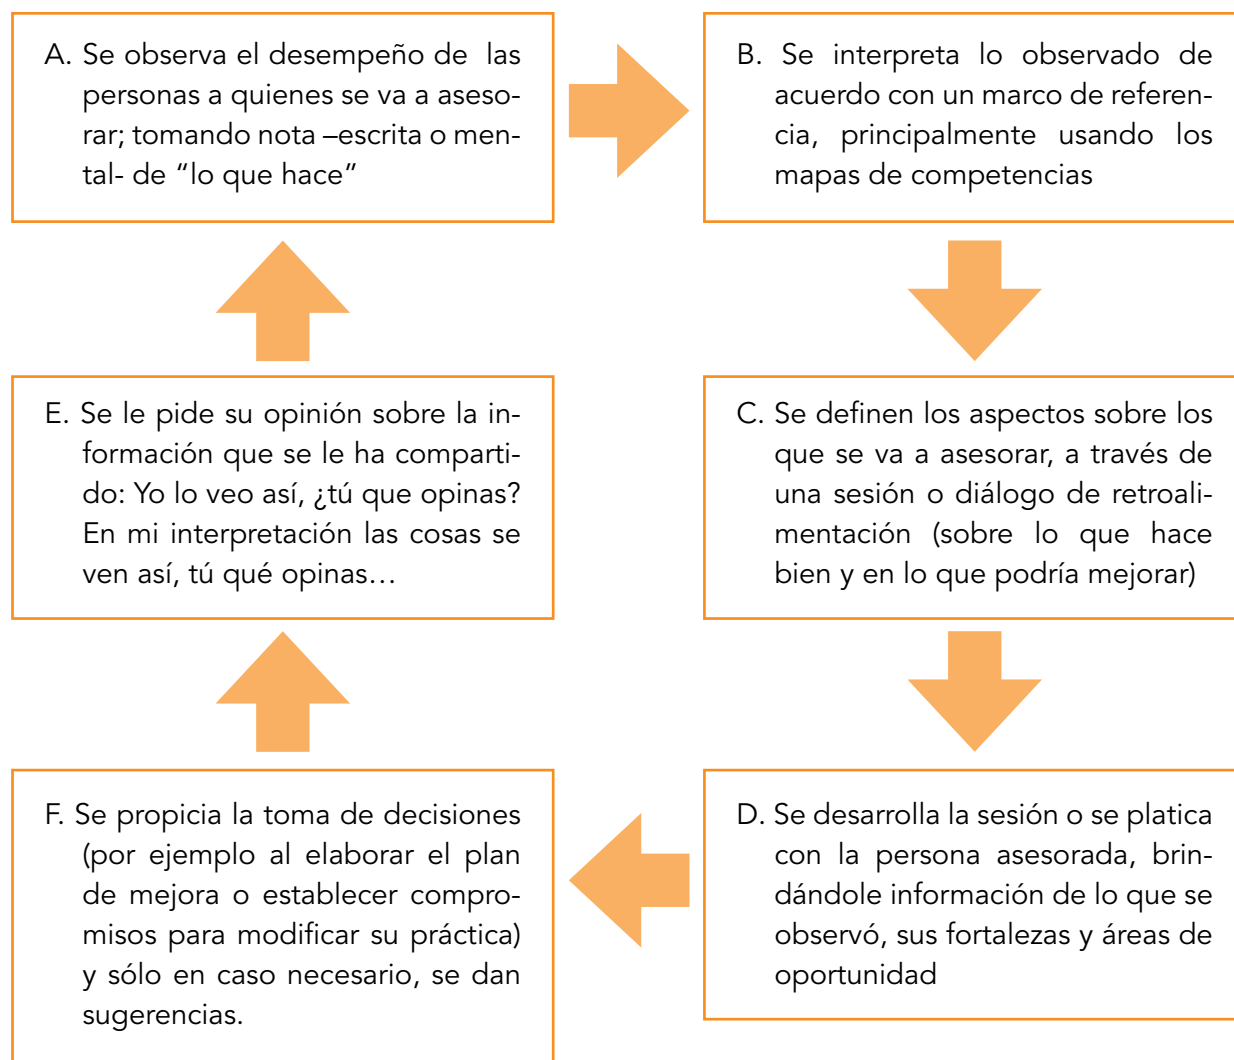 A. Se observa el desempeño de las
personas a quienes se va a aseso-
rar; tomando nota –escrita o men-
tal- de “lo que hace”
B. Se interpreta lo observado de
acuerdo con un marco de referen-
cia, principalmente usando los
mapas de competencias
E. Se le pide su opinión sobre la in-
formación que se le ha comparti-
do: Yo lo veo así, ¿tú que opinas?
En mi interpretación las cosas se
ven así, tú qué opinas…
C. Se definen los aspectos sobre los
que se va a asesorar, a través de
una sesión o diálogo de retroali-
mentación (sobre lo que hace
bien y en lo que podría mejorar)
F. Se propicia la toma de decisiones
(por ejemplo al elaborar el plan
de mejora o establecer compro-
misos para modificar su práctica)
y sólo en caso necesario, se dan
sugerencias.
D. Se desarrolla la sesión o se platica
con la persona asesorada, brin-
dándole información de lo que se
observó, sus fortalezas y áreas de
oportunidad